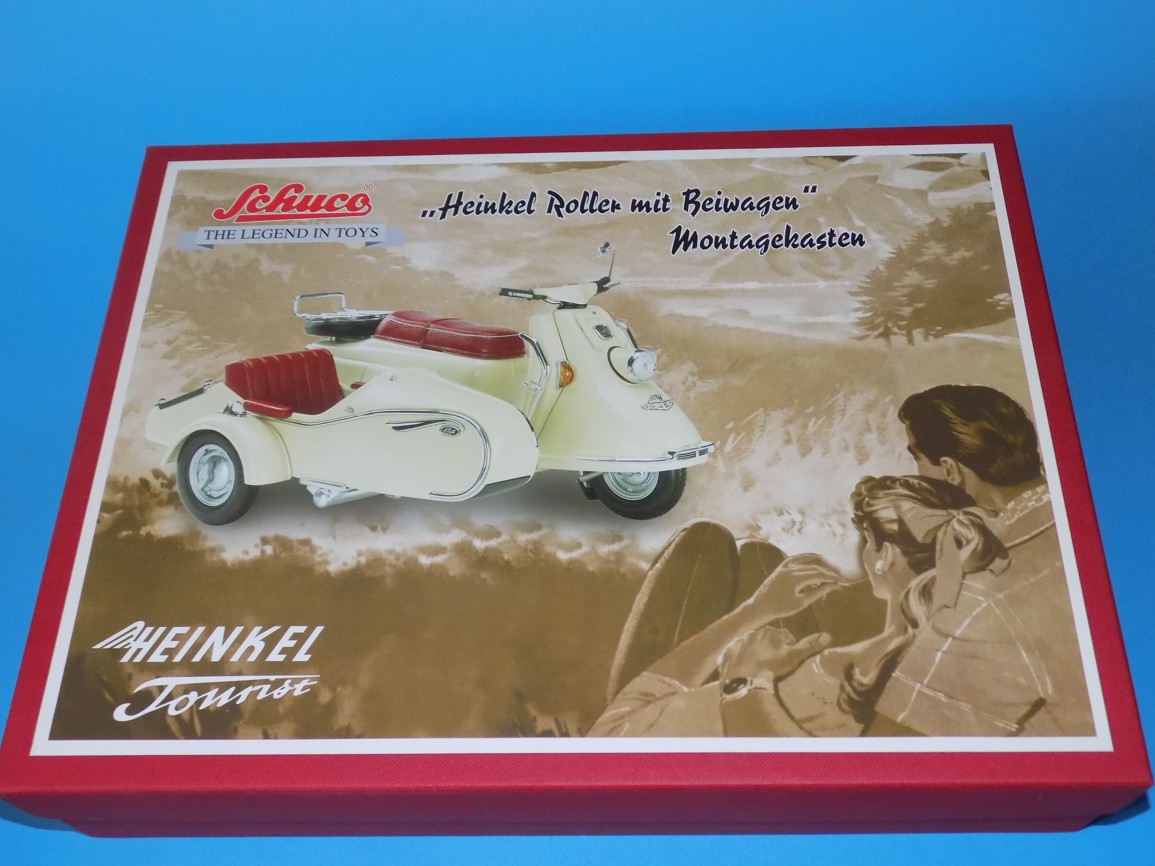 Schuco®
THE LEGEND IN TOYS
„Heinkel Roller mit Beiwagen"
Montagekasten
HEINKEL
Tourist